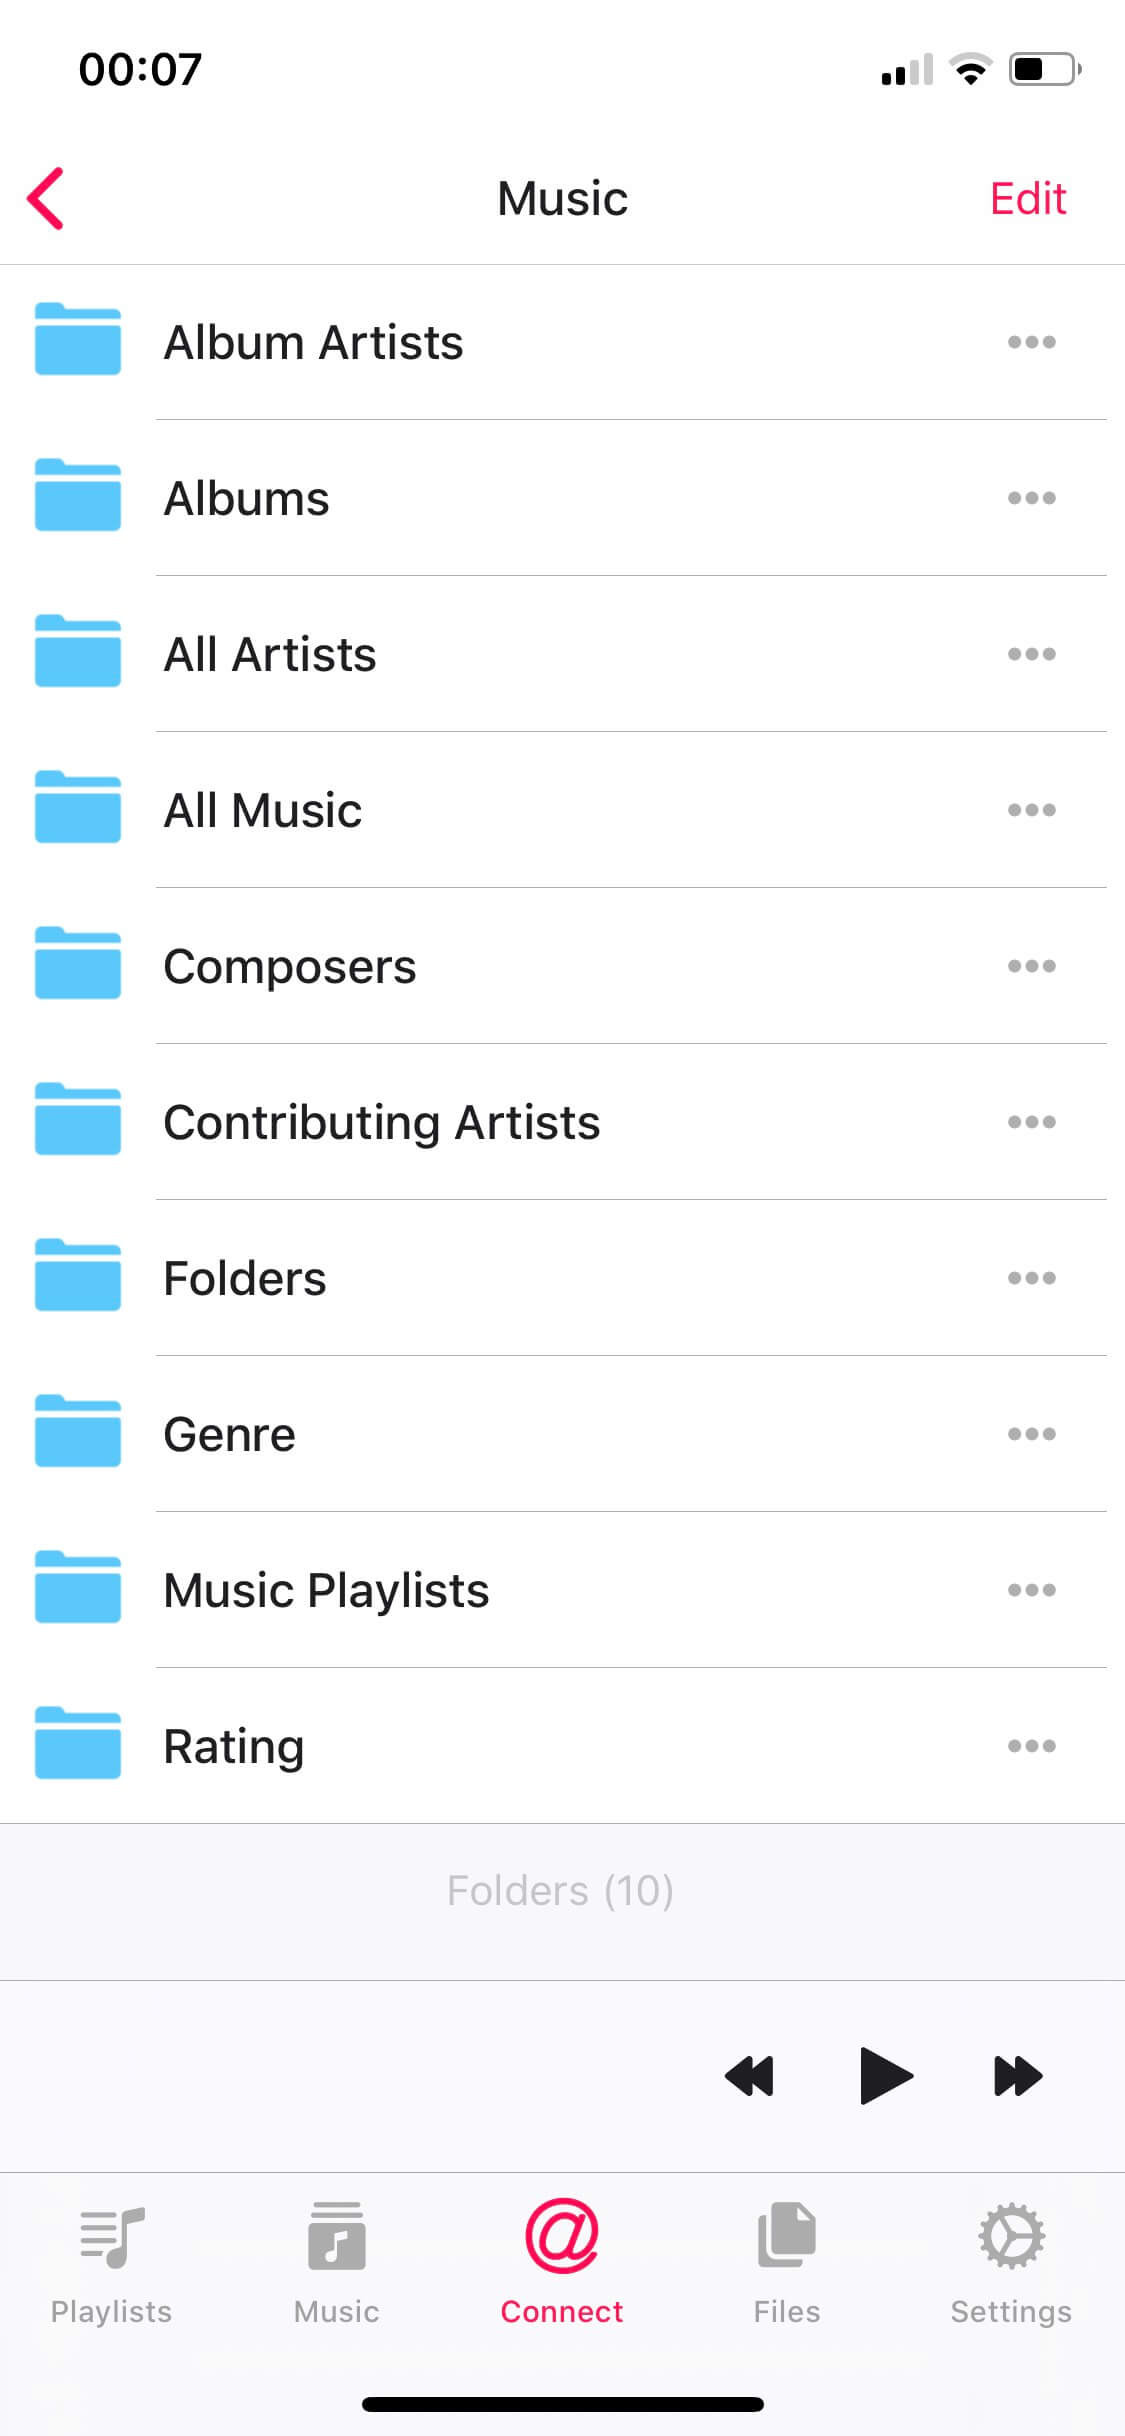 00:07
Music
Edit
Album Artists
Albums
All Artists
All Music
Composers
Contributing Artists
Folders
Genre
Music Playlists
Rating
Folders (10)
Playlists
Music
Connect
Files
Settings